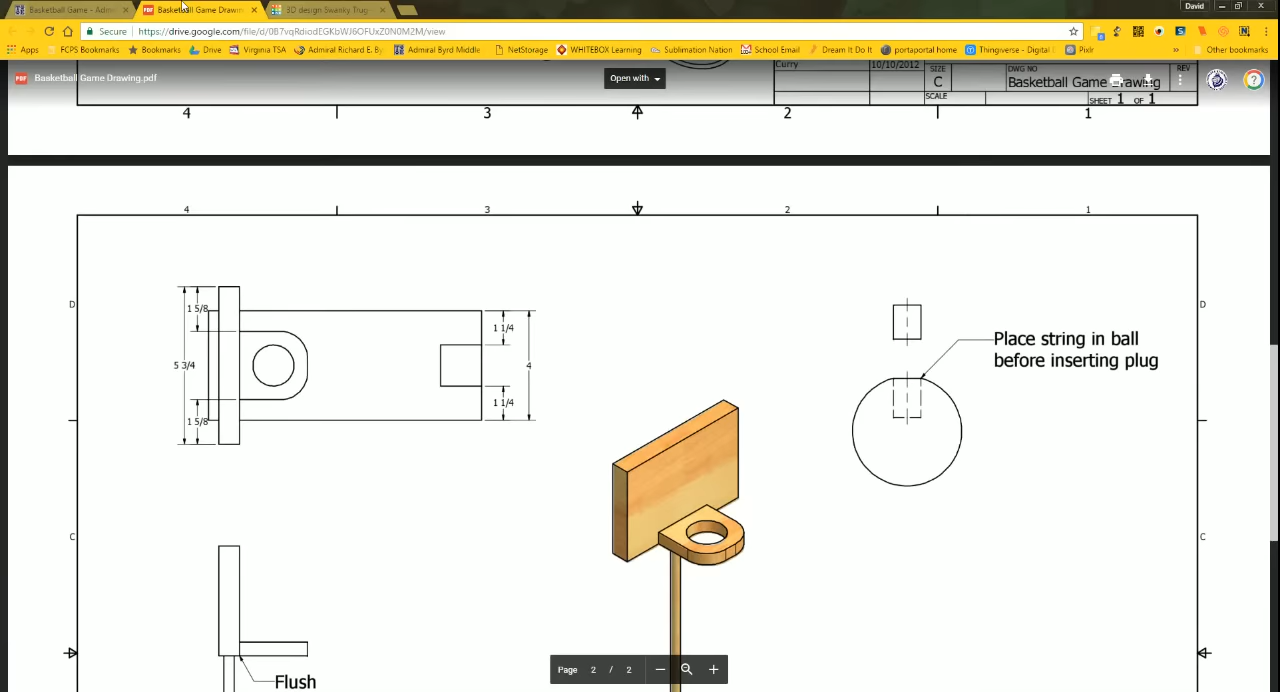 Basketball Game - Admi
Basketball Game Drawin
3D design Swanky Tlug
David
Secure
https://drive.google.com/file/d/0B7vqRdiodEGKbWJ6OFUxZ0N0M2M/view
Apps
FCPS Bookmarks
Bookmarks
Drive
Virginia TSA
Admiral Richard E. By
Admiral Byrd Middle
NetStorage
WHITEBOX Learning
Sublimation Nation
School Email
Dream It Do It
portaportal home
Thingiverse - Digital
Pixlr
»
Other bookmarks
Basketball Game Drawing.pdf
Open with
Curry
10/10/2012
SIZE
C
DWG NO
Basketball Game Drawing
REV
SCALE
SHEET 1 OF 1
4 3 2 1
4 3 2 1
D
D
1 5/8
5 3/4
1 5/8
1 1/4
4
1 1/4
Place string in ball
before inserting plug
C
C
Flush
Page 2 / 2